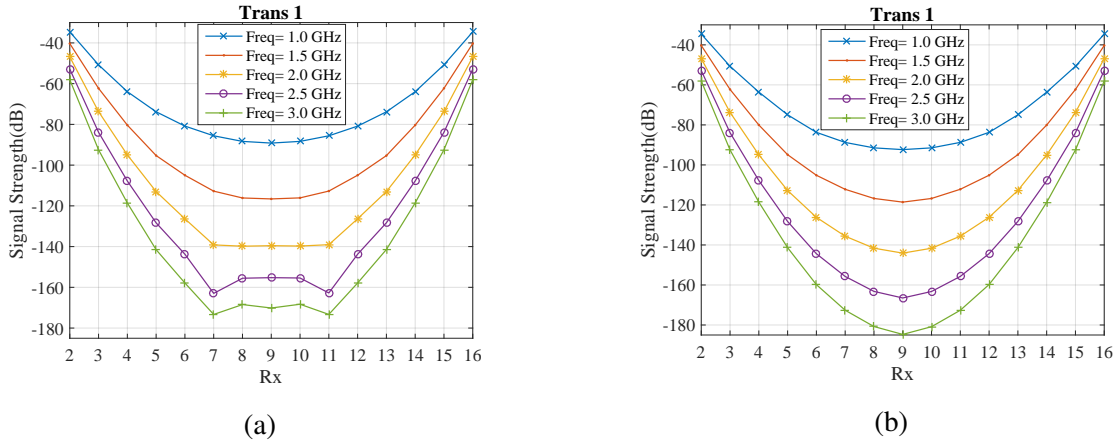 Trans 1
Freq= 1.0 GHz
Freq= 1.5 GHz
Freq= 2.0 GHz
Freq= 2.5 GHz
Freq= 3.0 GHz
Signal Strength(dB)
-40
-60
-80
-100
-120
-140
-160
-180
2 3 4 5 6 7 8 9 10 11 12 13 14 15 16
Rx
(a)
Trans 1
Freq= 1.0 GHz
Freq= 1.5 GHz
Freq= 2.0 GHz
Freq= 2.5 GHz
Freq= 3.0 GHz
Signal Strength(dB)
-40
-60
-80
-100
-120
-140
-160
-180
2 3 4 5 6 7 8 9 10 11 12 13 14 15 16
Rx
(b)